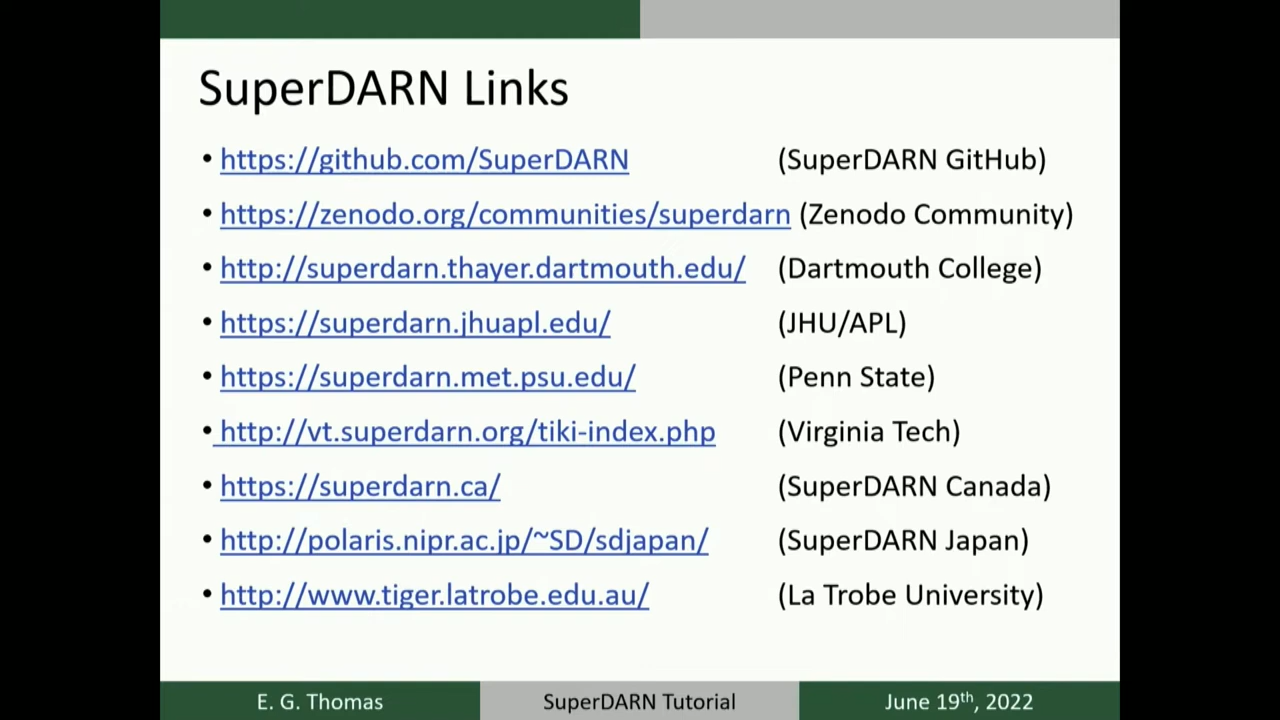 SuperDARN Links
• https://github.com/SuperDARN (SuperDARN GitHub)
• https://zenodo.org/communities/superdarn (Zenodo Community)
• http://superdarn.thayer.dartmouth.edu/ (Dartmouth College)
• https://superdarn.jhuapl.edu/ (JHU/APL)
• https://superdarn.met.psu.edu/ (Penn State)
• http://vt.superdarn.org/tiki-index.php (Virginia Tech)
• https://superdarn.ca/ (SuperDARN Canada)
• http://polaris.nipr.ac.jp/~SD/sdjapan/ (SuperDARN Japan)
• http://www.tiger.latrobe.edu.au/ (La Trobe University)
E. G. Thomas SuperDARN Tutorial June 19th, 2022